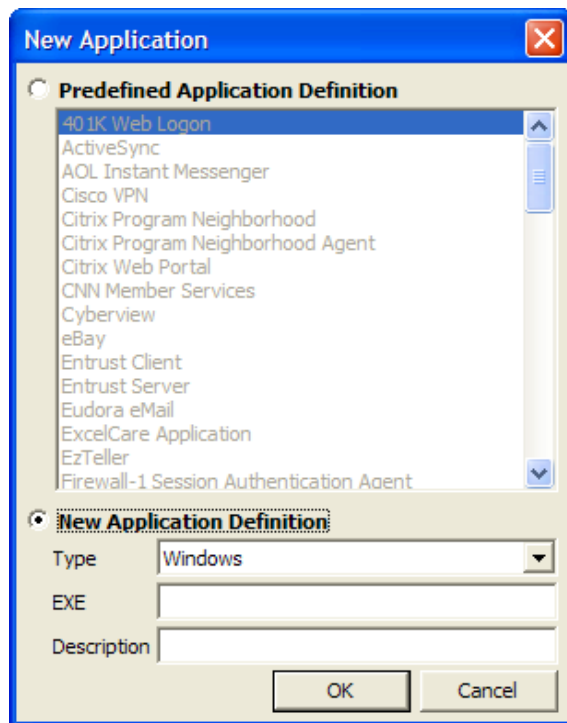 New Application
Predefined Application Definition
401K Web Logon
ActiveSync
AOL Instant Messenger
Cisco VPN
Citrix Program Neighborhood
Citrix Program Neighborhood Agent
Citrix Web Portal
CNN Member Services
Cyberview
eBay
Entrust Client
Entrust Server
Eudora eMail
ExcelCare Application
EzTeller
Firewall-1 Session Authentication Agent
New Application Definition
Type Windows
EXE
Description
OK Cancel